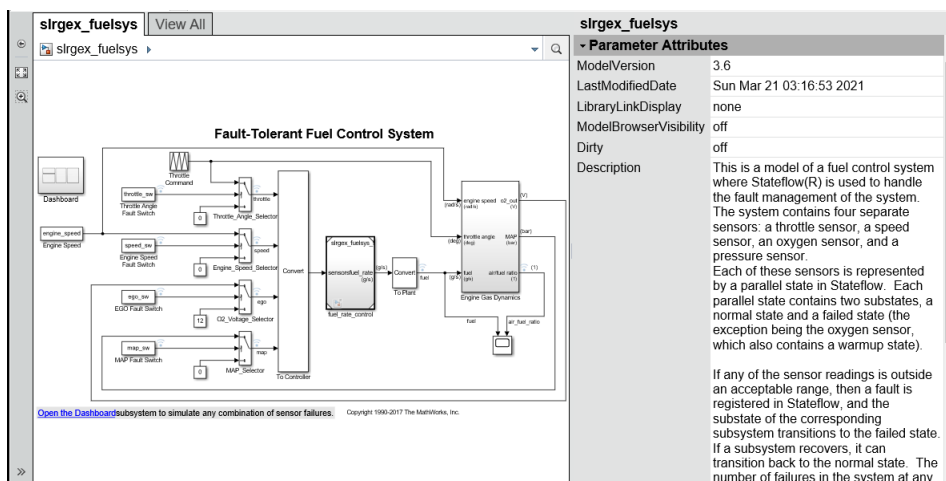 slrgex_fuelsys
View All
slrgex_fuelsys
Fault-Tolerant Fuel Control System
Dashboard
Throttle
Command
throttle_sw
Throttle Angle
Fault Switch
0
throttle
Throttle_Angle_Selector
engine_speed
Engine Speed
speed_sw
Engine Speed
Fault Switch
0
speed
Engine_Speed_Selector
ego_sw
EGO Fault Switch
12
ego
O2_Voltage_Selector
map_sw
MAP Fault Switch
0
map
MAP_Selector
Convert
To Controller
slrgex_fuelsys
sensors
fuel_rate
(g/s)
fuel_rate_control
(g/s)
Convert
To Plant
fuel
(rad/s)
engine speed
(rad/s)
o2_out
(V)
(V)
(deg)
throttle angle
(deg)
MAP
(bar)
(bar)
(g/s)
fuel
(g/s)
air/fuel ratio
(1)
(1)
Engine Gas Dynamics
fuel
air_fuel_ratio
Open the Dashboardsubsystem to simulate any combination of sensor failures.
Copyright 1990-2017 The MathWorks, Inc.
slrgex_fuelsys
Parameter Attributes
ModelVersion 3.6
LastModifiedDate Sun Mar 21 03:16:53 2021
LibraryLinkDisplay none
ModelBrowserVisibility off
Dirty off
Description This is a model of a fuel control system
where Stateflow(R) is used to handle
the fault management of the system.
The system contains four separate
sensors: a throttle sensor, a speed
sensor, an oxygen sensor, and a
pressure sensor.
Each of these sensors is represented
by a parallel state in Stateflow. Each
parallel state contains two substates, a
normal state and a failed state (the
exception being the oxygen sensor,
which also contains a warmup state).
If any of the sensor readings is outside
an acceptable range, then a fault is
registered in Stateflow, and the
substate of the corresponding
subsystem transitions to the failed state.
If a subsystem recovers, it can
transition back to the normal state. The
number of failures in the system at any